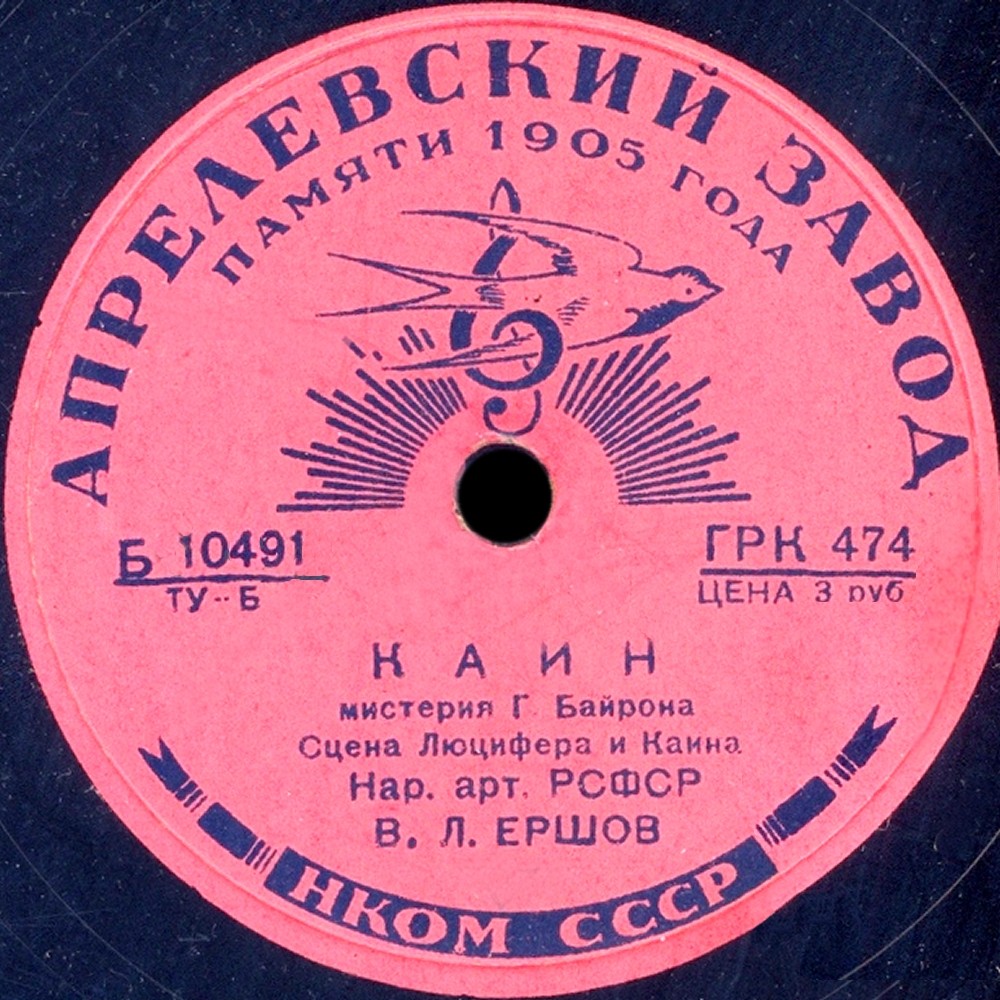 АПРЕЛЕВСКИЙ ЗАВОД
ПАМЯТИ 1905 ГОДА
Б 10491
ТУ-Б
ГРК 474
ЦЕНА 3 руб
КАИН
мистерия Г. Байрона
Сцена Люцифера и Каина
Нар. арт. РСФСР
В. Л. ЕРШОВ
НКОМ СССР